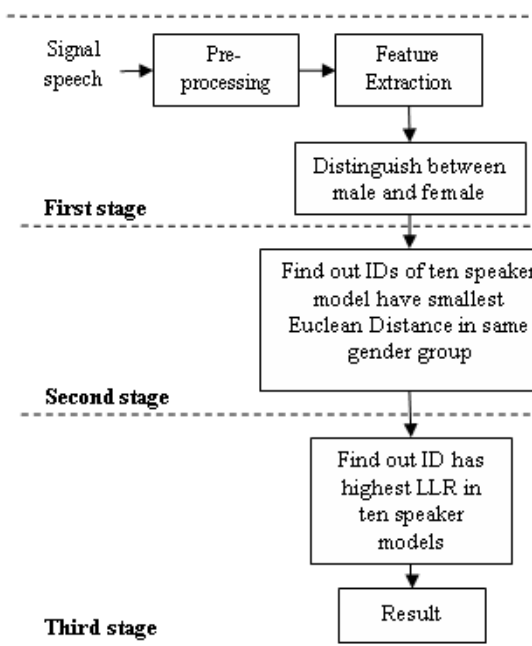 Signal
speech
Pre-
processing
Feature
Extraction
Distinguish between
male and female
First stage
Find out IDs of ten speaker
model have smallest
Euclean Distance in same
gender group
Second stage
Find out ID has
highest LLR in
ten speaker
models
Result
Third stage